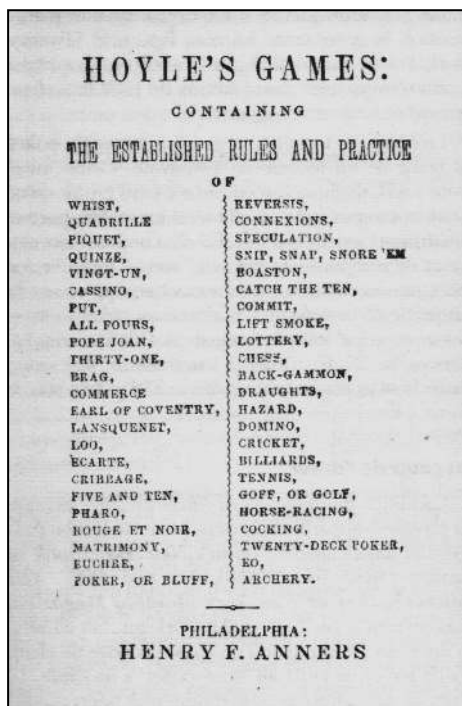 HOYLE'S GAMES:
CONTAINING
THE ESTABLISHED RULES AND PRACTICE
OF
WHIST,
QUADRILLE
PIQUET,
QUINZE,
VINGT-UN,
CASSINO,
PUT,
ALL FOURS,
POPE JOAN,
THIRTY-ONE,
BRAG,
COMMERCE
EARL OF COVENTRY,
LANSQUENET,
LOO,
ECARTE,
CRIBBAGE,
FIVE AND TEN,
PHARO,
ROUGE ET NOIR,
MATRIMONY,
EUCHRE,
POKER, OR BLUFF,
REVERSIS,
CONNEXIONS,
SPECULATION,
SNIP, SNAP, SNORE 'EM
BOASTON,
CATCH THE TEN,
COMMIT,
LIFT SMOKE,
LOTTERY,
CHESS,
BACK-GAMMON,
DRAUGHTS,
HAZARD,
DOMINO,
CRICKET,
BILLIARDS,
TENNIS,
GOFF, OR GOLF,
HORSE-RACING,
COCKING,
TWENTY-DECK POKER,
EO,
ARCHERY.
PHILADELPHIA:
HENRY F. ANNERS